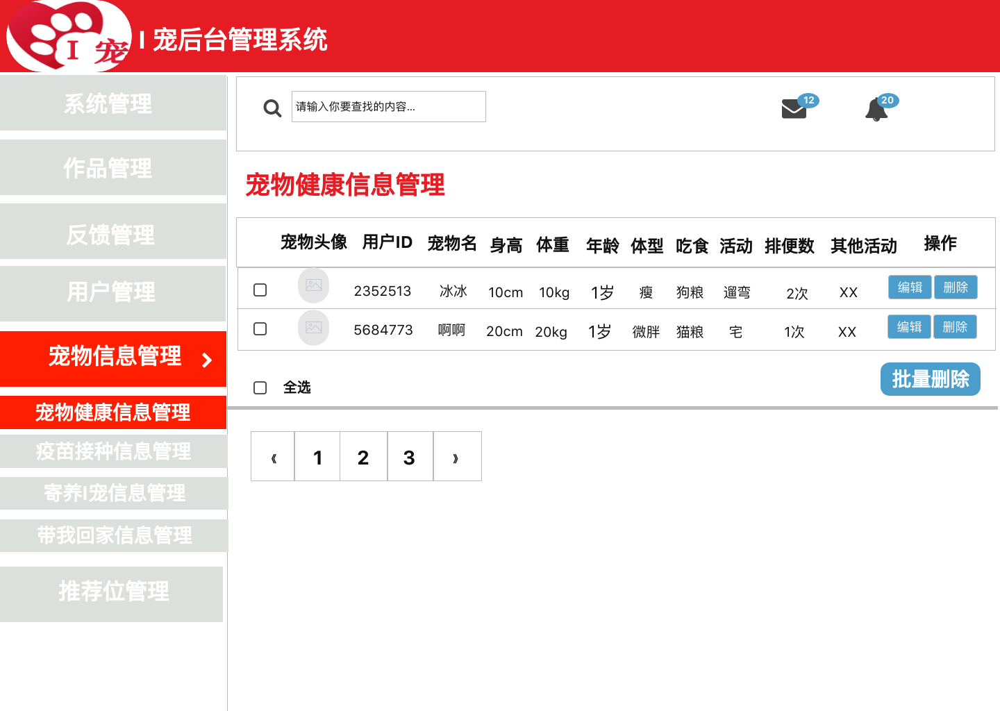 I 宠
I 宠后台管理系统
系统管理
作品管理
反馈管理
用户管理
宠物信息管理
宠物健康信息管理
疫苗接种信息管理
寄养I宠信息管理
带我回家信息管理
推荐位管理
请输入你要查找的内容...
12
20
宠物健康信息管理
宠物头像 用户ID 宠物名 身高 体重 年龄 体型 吃食 活动 排便数 其他活动 操作
2352513 冰冰 10cm 10kg 1岁 瘦 狗粮 遛弯 2次 XX 编辑 删除
5684773 啊啊 20cm 20kg 1岁 微胖 猫粮 宅 1次 XX 编辑 删除
全选
批量删除
《 1 2 3 》